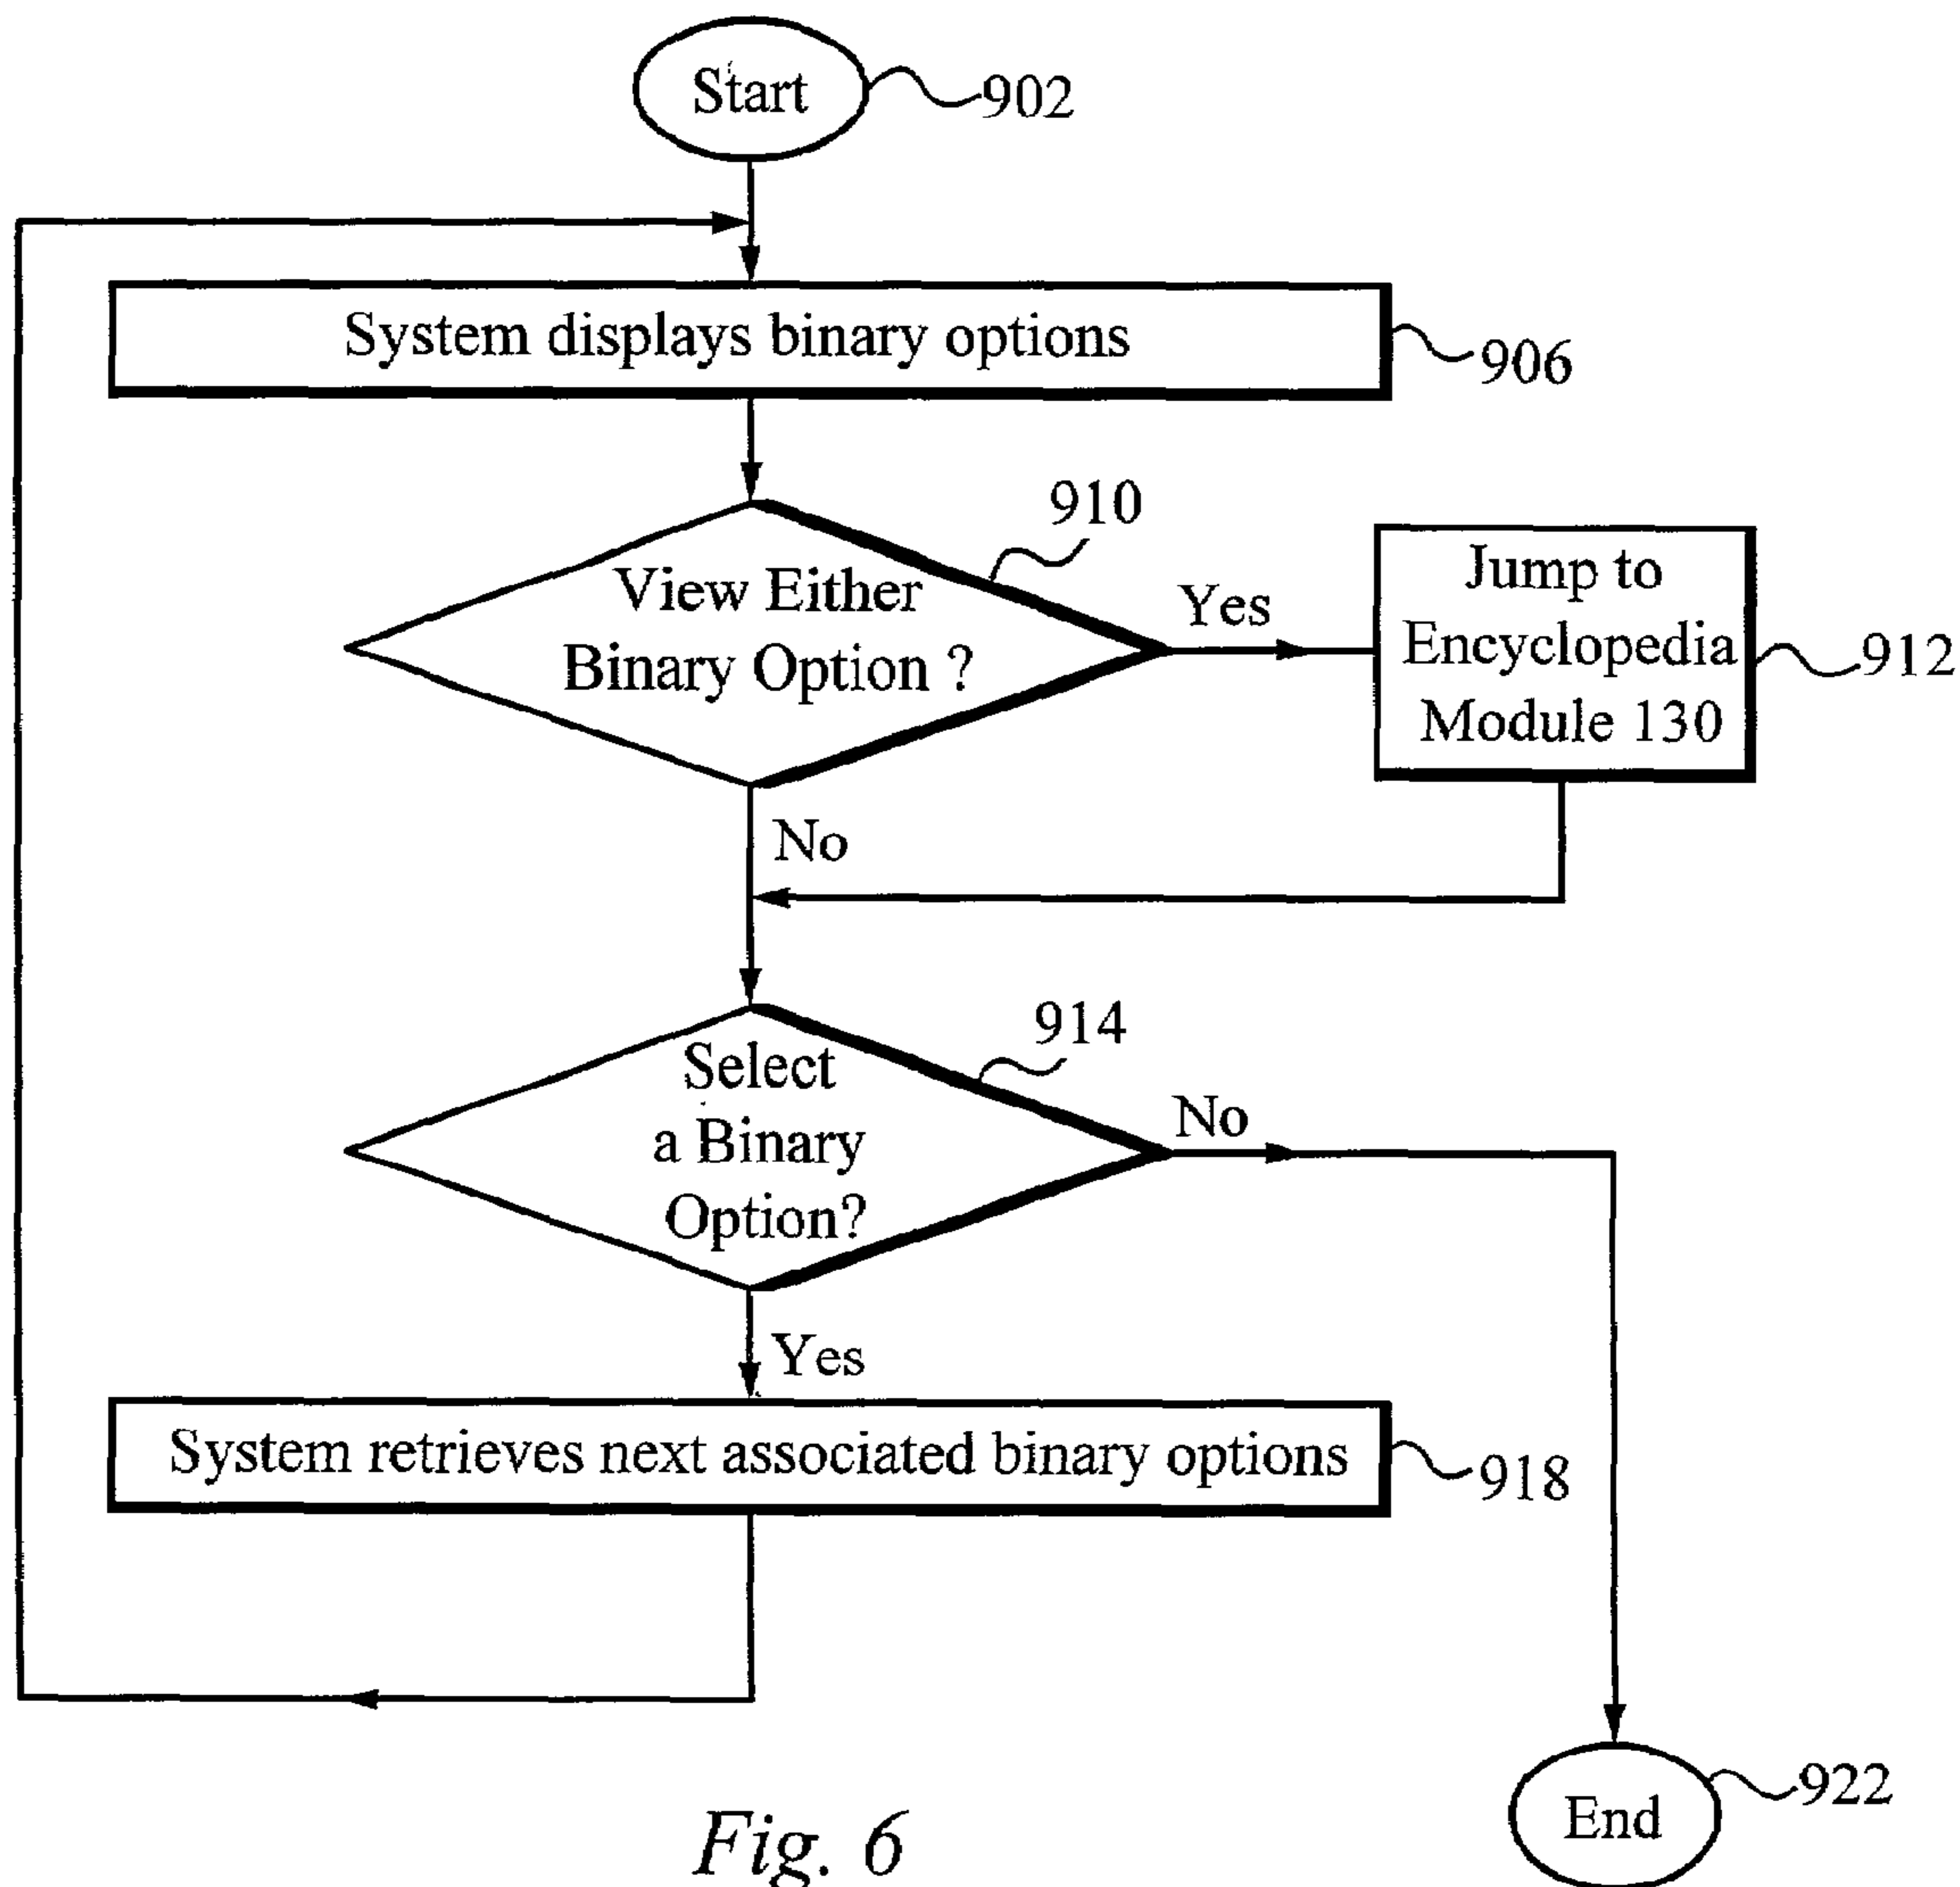 Start
902
System displays binary options
906
910
View Either
Binary Option ?
Yes
Jump to
Encyclopedia
Module 130
912
No
914
Select
a Binary
Option?
No
Yes
System retrieves next associated binary options
918
End
922
Fig. 6